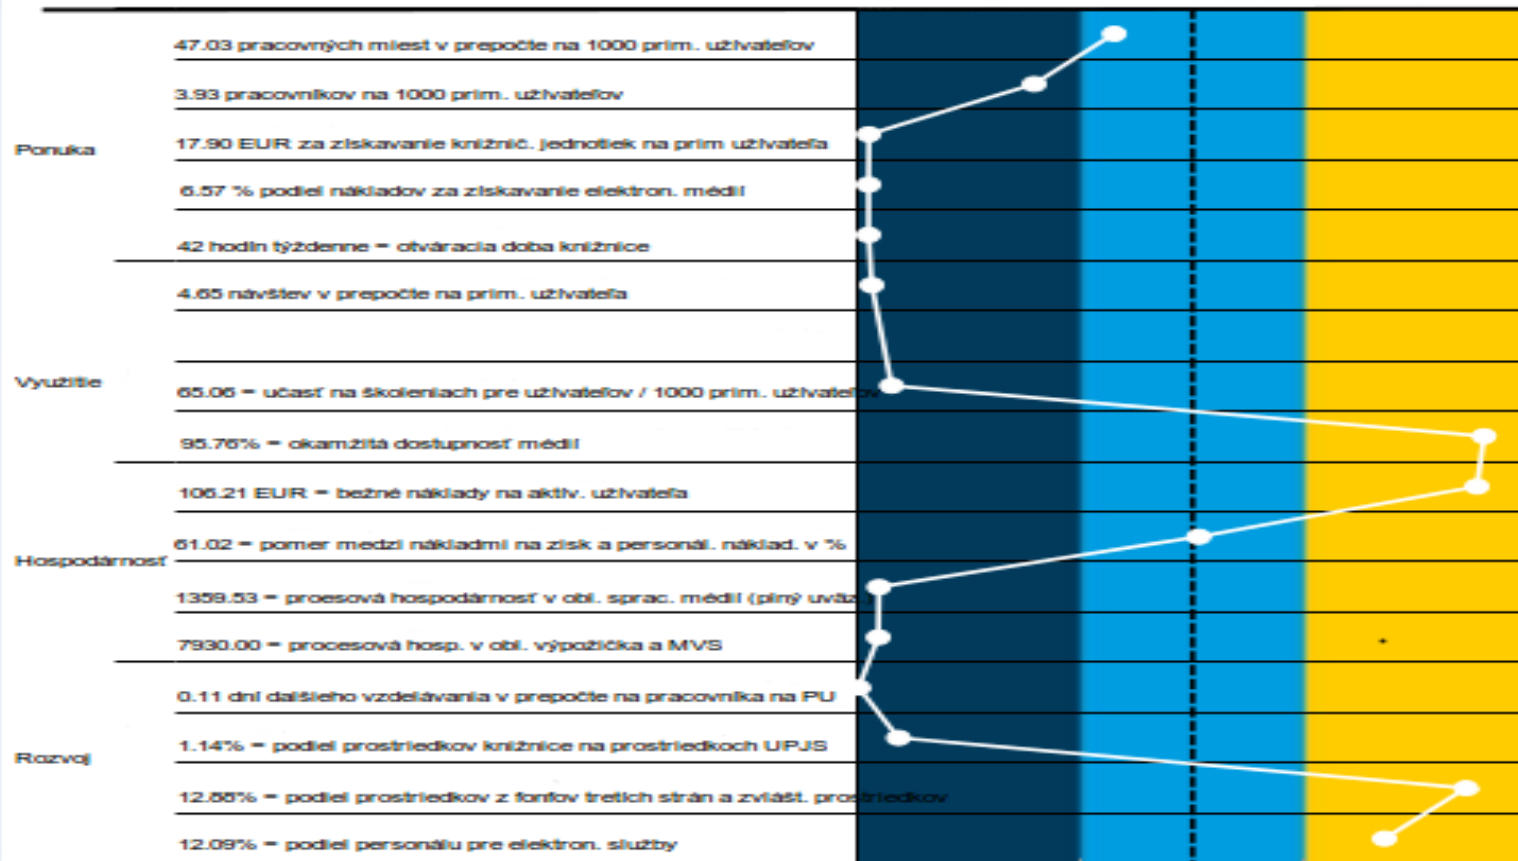 47.03 pracovných miest v prepočte na 1000 prim. užívateľov
3.93 pracovníkov na 1000 prim. užívateľov
Ponuka
17.90 EUR za získavanie knižnič. jednotiek na prim užívateľa
6.57 % podiel nákladov za získavanie elektron. médií
42 hodín týždenne = otváracia doba knižnice
4.65 návštev v prepočte na prim. užívateľa
Využitie
65.06 = učasť na školeniach pre užívateľov / 1000 prim. užívateľov
95.76% = okamžitá dostupnosť médií
106.21 EUR = bežné náklady na aktív. užívateľa
Hospodárnosť
61.02 = pomer medzi nákladmi na zisk a personál. náklad. v %
1359.53 = proesová hospodárnosť v obl. sprac. médií (plný uväz.
7930.00 = procesová hosp. v obl. výpožička a MVS
0.11 dní dalšieho vzdelávania v prepočte na pracovníka na PU
Rozvoj
1.14% = podiel prostriedkov knižnice na prostriedkoch UPJS
12.88% = podiel prostriedkov z fonfov tretích strán a zvlášt. prostriedkov
12.09% = podiel personálu pre elektron. služby